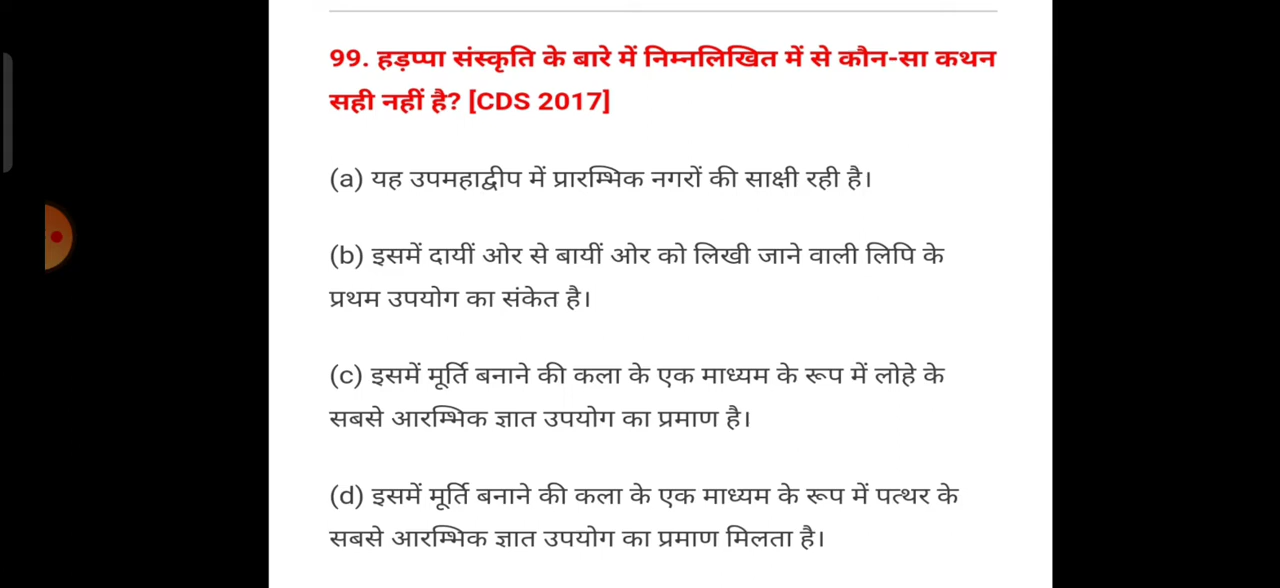 99. हड़प्पा संस्कृति के बारे में निम्नलिखित में से कौन-सा कथन
सही नहीं है? [CDS 2017]
(a) यह उपमहाद्वीप में प्रारम्भिक नगरों की साक्षी रही है।
(b) इसमें दायीं ओर से बायीं ओर को लिखी जाने वाली लिपि के
प्रथम उपयोग का संकेत है।
(c) इसमें मूर्ति बनाने की कला के एक माध्यम के रूप में लोहे के
सबसे आरम्भिक ज्ञात उपयोग का प्रमाण है।
(d) इसमें मूर्ति बनाने की कला के एक माध्यम के रूप में पत्थर के
सबसे आरम्भिक ज्ञात उपयोग का प्रमाण मिलता है।